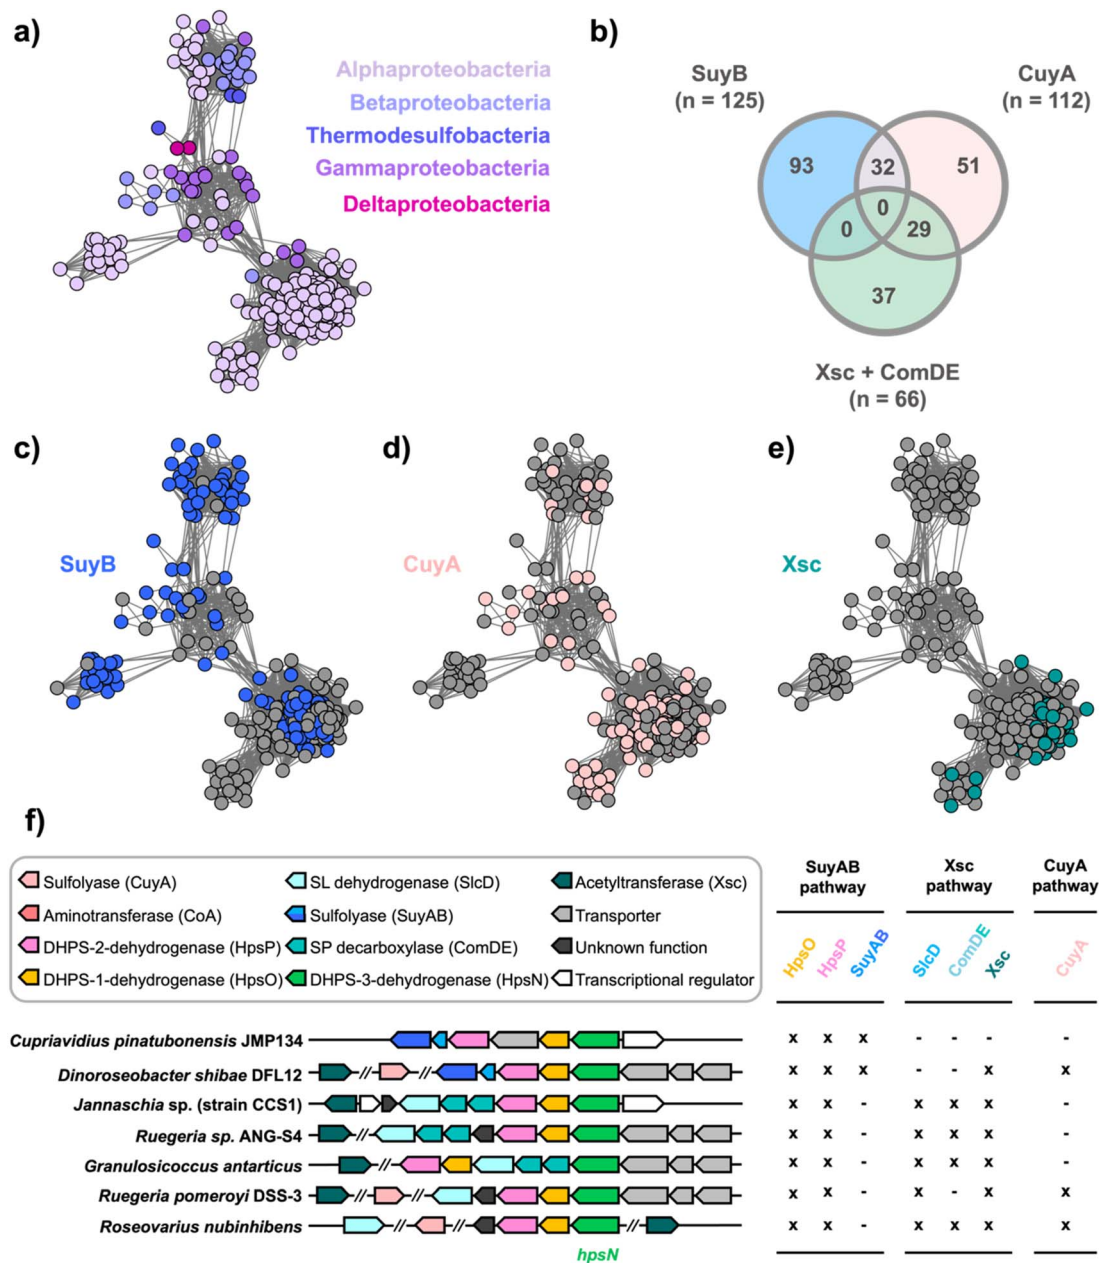 a)
Alphaproteobacteria
Betaproteobacteria
Thermodesulfobacteria
Gammaproteobacteria
Deltaproteobacteria
b)
SuyB
(n = 125)
CuyA
(n = 112)
93
32
51
0
0
29
37
Xsc + ComDE
(n = 66)
c)
SuyB
d)
CuyA
e)
Xsc
f)
Sulfolyase (CuyA)
SL dehydrogenase (SlcD)
Acetyltransferase (Xsc)
Aminotransferase (CoA)
Sulfolyase (SuyAB)
Transporter
DHPS-2-dehydrogenase (HpsP)
SP decarboxylase (ComDE)
Unknown function
DHPS-1-dehydrogenase (HpsO)
DHPS-3-dehydrogenase (HpsN)
Transcriptional regulator
SuyAB
pathway
Xsc
pathway
CuyA
pathway
HpsO
HpsP
SuyAB
SlcD
ComDE
Xsc
CuyA
Cupriavidius pinatubonensis JMP134 // x x x - - - -
Dinoroseobacter shibae DFL12 // // x x x - - x x
Jannaschia sp. (strain CCS1) x x - x x x -
Ruegeria sp. ANG-S4 // x x - x x x -
Granulosicoccus antarticus // x x - x x x -
Ruegeria pomeroyi DSS-3 // // x x - x - x x
Roseovarius nubinhibens // // // x x - x x x x
hpsN